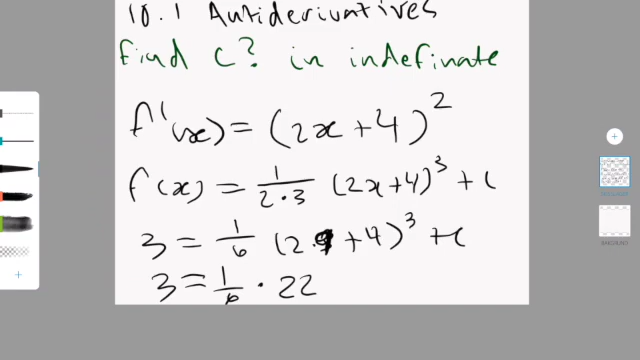 10.1 Antiderivatives
find c? in indefinate
f'(x) = (2x+4)^2
f(x) = 1/(2·3) (2x+4)^3 + c
3 = 1/6 (2·9+4)^3 + c
3 = 1/6 · 22